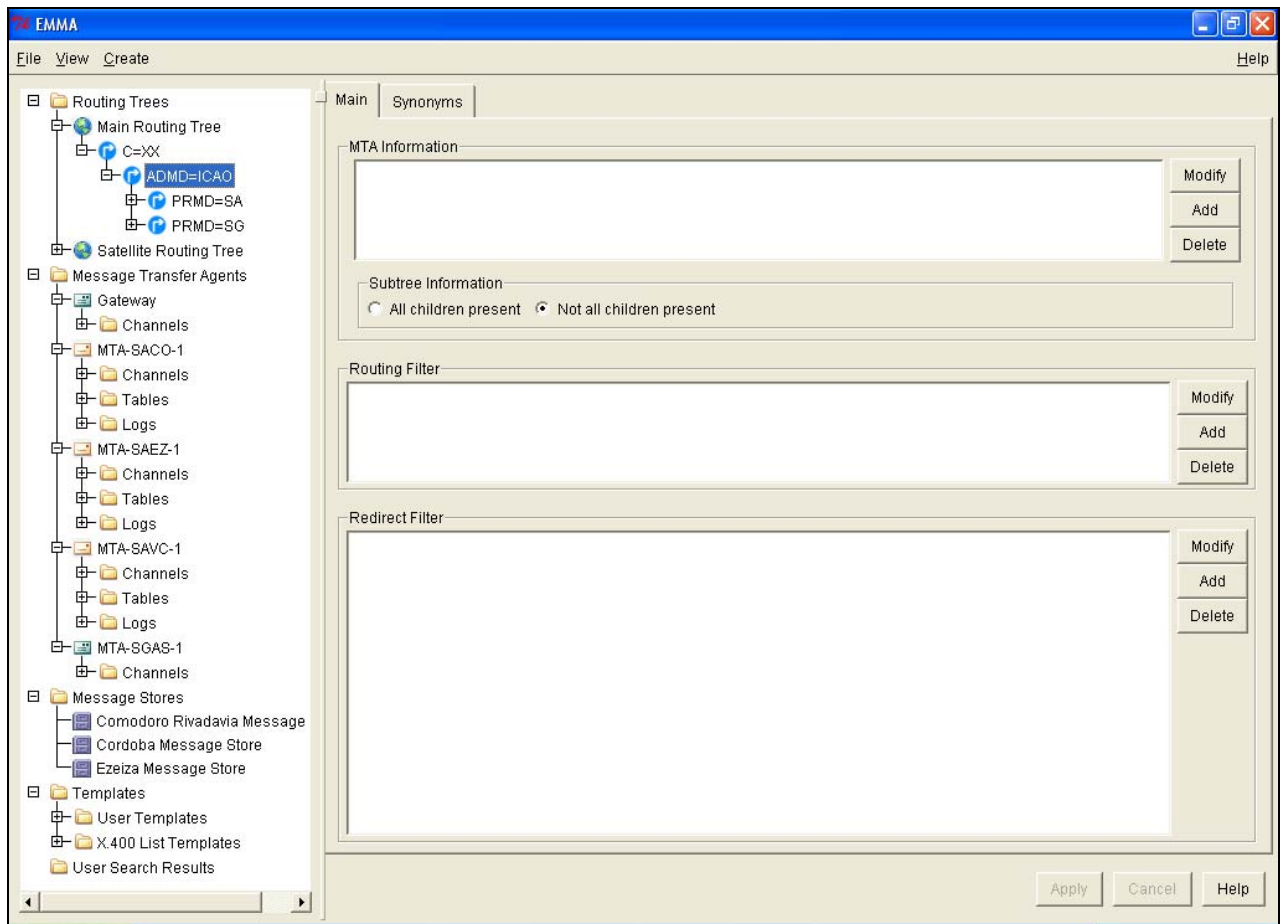 EMMA
File View Create Help
Routing Trees
Main Routing Tree
C=XX
ADMD=ICAO
PRMD=SA
PRMD=SG
Satellite Routing Tree
Message Transfer Agents
Gateway
Channels
MTA-SACO-1
Channels
Tables
Logs
MTA-SAEZ-1
Channels
Tables
Logs
MTA-SAVC-1
Channels
Tables
Logs
MTA-SGAS-1
Channels
Message Stores
Comodoro Rivadavia Message
Cordoba Message Store
Ezeiza Message Store
Templates
User Templates
X.400 List Templates
User Search Results
Main Synonyms
MTA Information
Modify
Add
Delete
Subtree Information
All children present Not all children present
Routing Filter
Modify
Add
Delete
Redirect Filter
Modify
Add
Delete
Apply Cancel Help